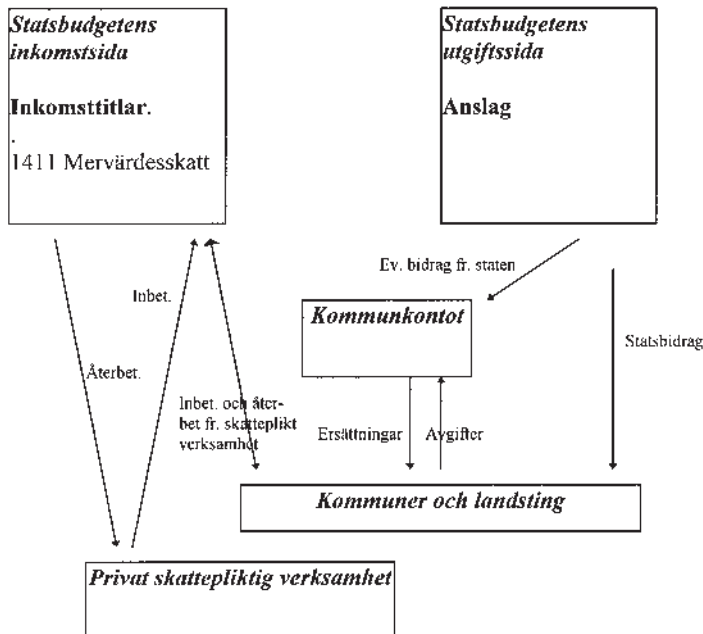 Statsbudgetens
inkomstsida
Inkomsttitlar.
.
1411 Mervärdesskatt
Statsbudgetens
utgiftssida
Anslag
Ev. bidrag fr. staten
Inbet.
Kommunkontot
Statsbidrag
Återbet.
Inbet. och åter-
bet fr. skatteplikt
verksamhet
Ersättningar
Avgifter
Kommuner och landsting
Privat skattepliktig verksamhet